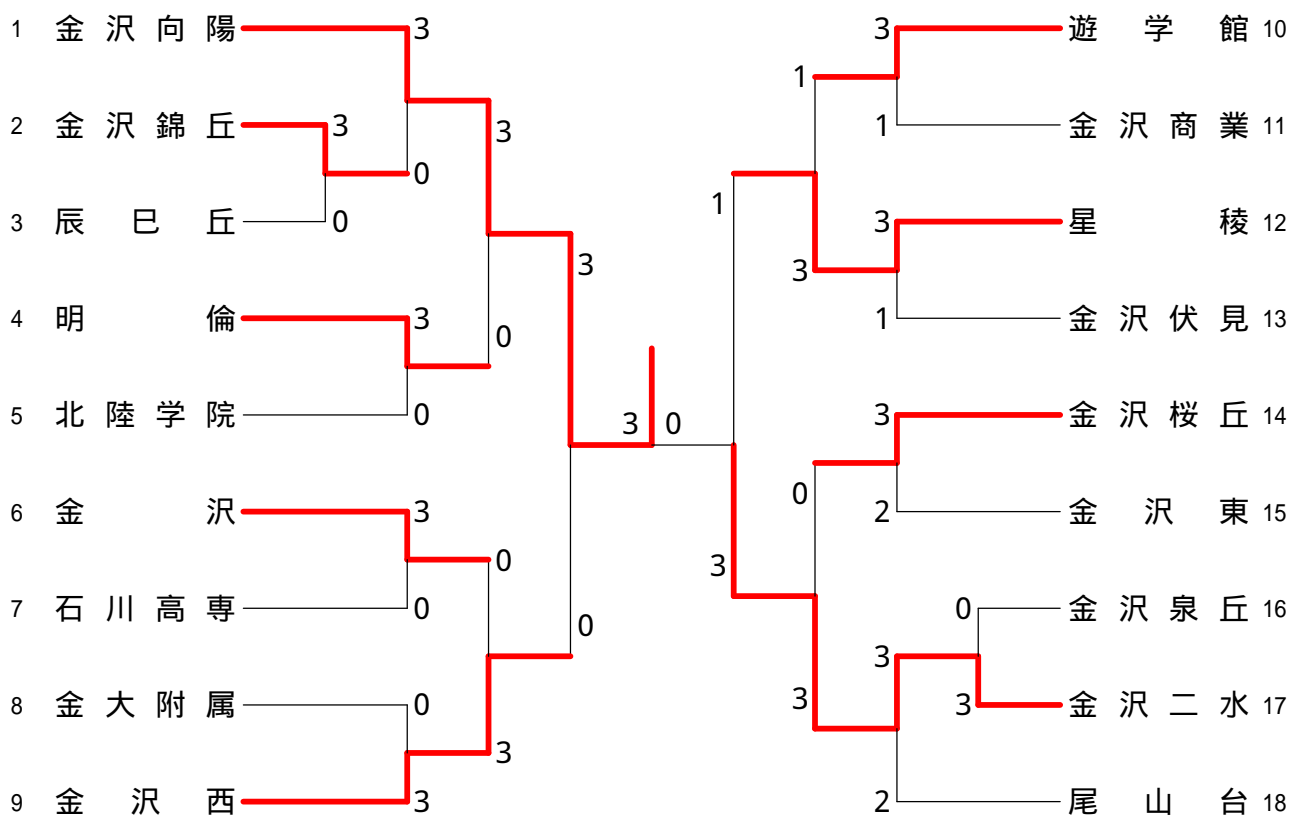 1 金沢向陽 3
2 金沢錦丘 3
0
3 辰巳丘 0
3
4 明倫 3
0
5 北陸学院 0
3
6 金沢 3
0
7 石川高専 0
0
8 金大附属 0
3
9 金沢西 3
3 0
3 遊学館 10
1
1 金沢商業 11
1
3 星稜 12
3
1 金沢伏見 13
3 金沢桜丘 14
0
2 金沢東 15
3
0 金沢泉丘 16
3
3 3 金沢二水 17
2 尾山台 18